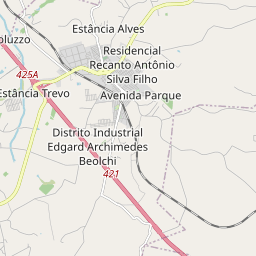 Estância Alves
oluzzo
Residencial
Recanto Antônio
Silva Filho
425A
Estância Trevo
Avenida Parque
Distrito Industrial
Edgard Archimedes
Beolchi
421